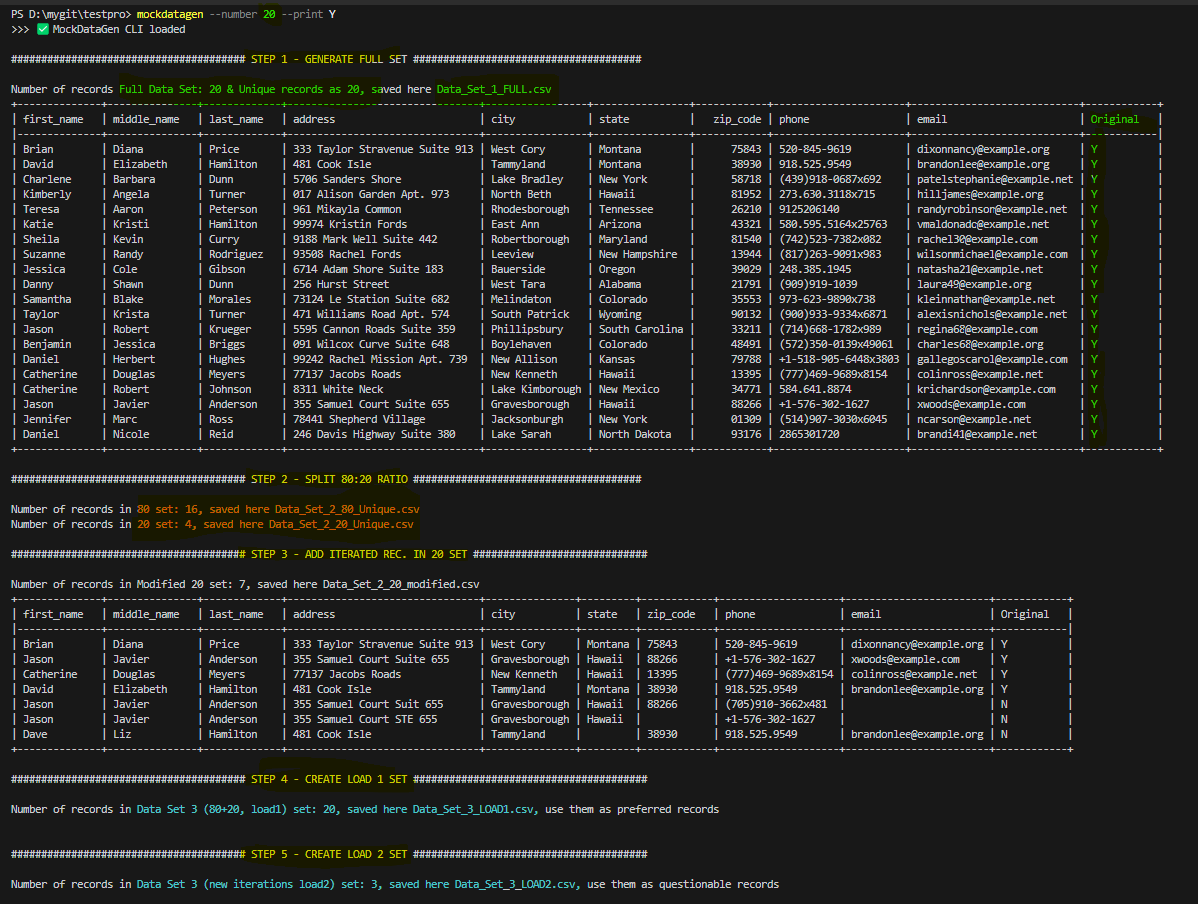 PS D:\mygit\testpro> mockdatagen --number 20 --print Y
>>> ✅ MockDataGen CLI loaded
####################################### STEP 1 - GENERATE FULL SET ######################################
Number of records Full Data Set: 20 & Unique records as 20, saved here Data_Set_1_FULL.csv
+--------------+---------------+-------------+--------------------------------+----------------+----------------+------------+----------------------+----------------------------+------------+
| first_name | middle_name | last_name | address | city | state | zip_code | phone | email | Original |
|--------------+---------------+-------------+--------------------------------+----------------+----------------+------------+----------------------+----------------------------+------------|
| Brian | Diana | Price | 333 Taylor Stravenue Suite 913 | West Cory | Montana | 75843 | 520-845-9619 | dixonnancy@example.org | Y |
| David | Elizabeth | Hamilton | 481 Cook Isle | Tammyland | Montana | 38930 | 918.525.9549 | brandonlee@example.org | Y |
| Charlene | Barbara | Dunn | 5706 Sanders Shore | Lake Bradley | New York | 58718 | (439)918-0687x692 | patelstephanie@example.net | Y |
| Kimberly | Angela | Turner | 017 Alison Garden Apt. 973 | North Beth | Hawaii | 81952 | 273.630.3118x715 | hilljames@example.org | Y |
| Teresa | Aaron | Peterson | 961 Mikayla Common | Rhodesborough | Tennessee | 26210 | 9125206140 | randyrobinson@example.net | Y |
| Katie | Kristi | Hamilton | 99974 Kristin Fords | East Ann | Arizona | 43321 | 580.595.5164x25763 | vmaldonadc@example.net | Y |
| Sheila | Kevin | Curry | 9188 Mark Well Suite 442 | Robertborough | Maryland | 81540 | (742)523-7382x082 | rachel30@example.com | Y |
| Suzanne | Randy | Rodriguez | 93508 Rachel Fords | Leeview | New Hampshire | 13944 | (817)263-9091x983 | wilsonmichael@example.com | Y |
| Jessica | Cole | Gibson | 6714 Adam Shore Suite 183 | Bauerside | Oregon | 39029 | 248.385.1945 | natasha21@example.net | Y |
| Danny | Shawn | Dunn | 256 Hurst Street | West Tara | Alabama | 21791 | (909)919-1039 | laura49@example.org | Y |
| Samantha | Blake | Morales | 73124 Le Station Suite 682 | Melindaton | Colorado | 35553 | 973-623-9890x738 | kleinnathan@example.net | Y |
| Taylor | Krista | Turner | 471 Williams Road Apt. 574 | South Patrick | Wyoming | 90132 | (900)933-9334x6871 | alexisnichols@example.net | Y |
| Jason | Robert | Krueger | 5595 Cannon Roads Suite 359 | Phillipsbury | South Carolina | 33211 | (714)668-1782x989 | regina68@example.com | Y |
| Benjamin | Jessica | Briggs | 091 Wilcox Curve Suite 648 | Boylehaven | Colorado | 48491 | (572)350-0139x49061 | charles68@example.org | Y |
| Daniel | Herbert | Hughes | 99242 Rachel Mission Apt. 739 | New Allison | Kansas | 79788 | +1-518-905-6448x3803 | gallegoscarol@example.com | Y |
| Catherine | Douglas | Meyers | 77137 Jacobs Roads | New Kenneth | Hawaii | 13395 | (777)469-9689x8154 | colinross@example.net | Y |
| Catherine | Robert | Johnson | 8311 White Neck | Lake Kimborough | New Mexico | 34771 | 584.641.8874 | krichardson@example.com | Y |
| Jason | Javier | Anderson | 355 Samuel Court Suite 655 | Gravesborough | Hawaii | 88266 | +1-576-302-1627 | xwoods@example.com | Y |
| Jennifer | Marc | Ross | 78441 Shepherd Village | Jacksonburgh | New York | 01309 | (514)907-3030x6045 | ncarson@example.net | Y |
| Daniel | Nicole | Reid | 246 Davis Highway Suite 380 | Lake Sarah | North Dakota | 93176 | 2865301720 | brandi41@example.net | Y |
+--------------+---------------+-------------+--------------------------------+----------------+----------------+------------+----------------------+----------------------------+------------+
####################################### STEP 2 - SPLIT 80:20 RATIO ######################################
Number of records in 80 set: 16, saved here Data_Set_2_80_Unique.csv
Number of records in 20 set: 4, saved here Data_Set_2_20_Unique.csv
####################################### STEP 3 - ADD ITERATED REC. IN 20 SET #############################
Number of records in Modified 20 set: 7, saved here Data_Set_2_20_modified.csv
+--------------+---------------+-------------+--------------------------------+---------------+---------+------------+--------------------+------------------------+------------+
| first_name | middle_name | last_name | address | city | state | zip_code | phone | email | Original |
|--------------+---------------+-------------+--------------------------------+---------------+---------+------------+--------------------+------------------------+------------|
| Brian | Diana | Price | 333 Taylor Stravenue Suite 913 | West Cory | Montana | 75843 | 520-845-9619 | dixonnancy@example.org | Y |
| Jason | Javier | Anderson | 355 Samuel Court Suite 655 | Gravesborough | Hawaii | 88266 | +1-576-302-1627 | xwoods@example.com | Y |
| Catherine | Douglas | Meyers | 77137 Jacobs Roads | New Kenneth | Hawaii | 13395 | (777)469-9689x8154 | colinross@example.net | Y |
| David | Elizabeth | Hamilton | 481 Cook Isle | Tammyland | Montana | 38930 | 918.525.9549 | brandonlee@example.org | Y |
| Jason | Javier | Anderson | 355 Samuel Court Suit 655 | Gravesborough | Hawaii | 88266 | (705)910-3662x481 | | N |
| Jason | Javier | Anderson | 355 Samuel Court STE 655 | Gravesborough | Hawaii | | +1-576-302-1627 | | N |
| Dave | Liz | Hamilton | 481 Cook Isle | Tammyland | | 38930 | 918.525.9549 | brandonlee@example.org | N |
+--------------+---------------+-------------+--------------------------------+---------------+---------+------------+--------------------+------------------------+------------+
####################################### STEP 4 - CREATE LOAD 1 SET #######################################
Number of records in Data Set 3 (80+20, load1) set: 20, saved here Data_Set_3_LOAD1.csv, use them as preferred records
####################################### STEP 5 - CREATE LOAD 2 SET #######################################
Number of records in Data Set 3 (new iterations load2) set: 3, saved here Data_Set_3_LOAD2.csv, use them as questionable records